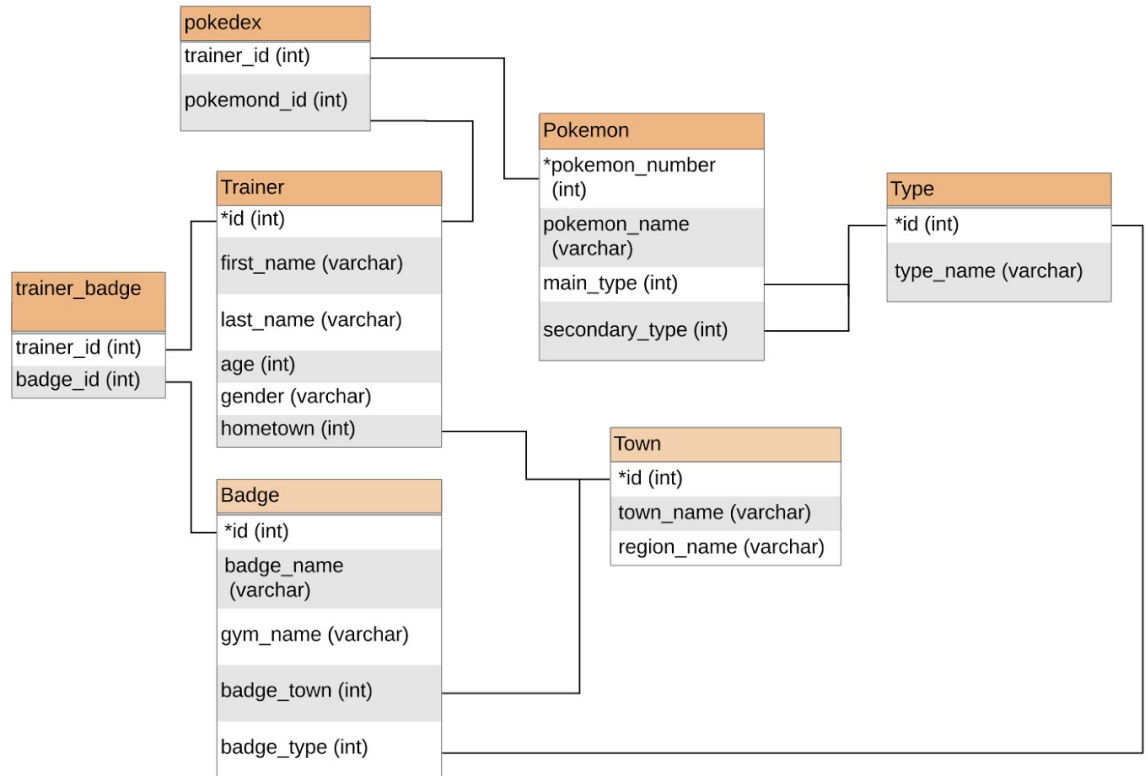 pokedex
trainer_id (int)
pokemond_id (int)
Pokemon
*pokemon_number
(int)
pokemon_name
(varchar)
main_type (int)
secondary_type (int)
Type
*id (int)
type_name (varchar)
Trainer
*id (int)
first_name (varchar)
last_name (varchar)
age (int)
gender (varchar)
hometown (int)
trainer_badge
trainer_id (int)
badge_id (int)
Town
*id (int)
town_name (varchar)
region_name (varchar)
Badge
*id (int)
badge_name
(varchar)
gym_name (varchar)
badge_town (int)
badge_type (int)